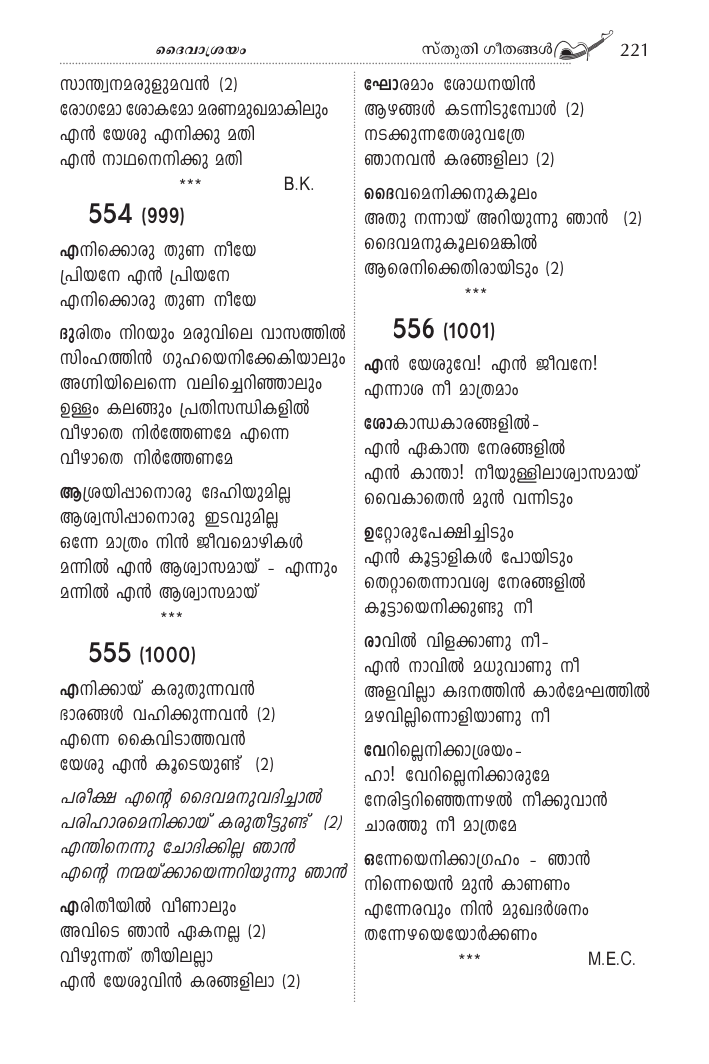 ദൈവാശ്രയം
സ്തുതി ഗീതങ്ങൾ 221
സാന്ത്വനമരുളുമവൻ (2)
രോഗമോ ശോകമോ മരണമുഖമാകിലും
എൻ യേശു എനിക്കു മതി
എൻ നാഥനെനിക്കു മതി
*** B.K.
554 (999)
എനിക്കൊരു തുണ നീയേ
പ്രിയനേ എൻ പ്രിയനേ
എനിക്കൊരു തുണ നീയേ
ദുരിതം നിറയും മരുവിലെ വാസത്തിൽ
സിംഹത്തിൻ ഗുഹയെനിക്കേകിയാലും
അഗ്നിയിലെന്നെ വലിച്ചെറിഞ്ഞാലും
ഉള്ളം കലങ്ങും പ്രതിസന്ധികളിൽ
വീഴാതെ നിർത്തേണമേ എന്നെ
വീഴാതെ നിർത്തേണമേ
ആശ്രയിപ്പാനൊരു ദേഹിയുമില്ല
ആശ്വസിപ്പാനൊരു ഇടവുമില്ല
ഒന്നേ മാത്രം നിൻ ജീവമൊഴികൾ
മന്നിൽ എൻ ആശ്വാസമായ് - എന്നും
മന്നിൽ എൻ ആശ്വാസമായ്
***
555 (1000)
എനിക്കായ് കരുതുന്നവൻ
ഭാരങ്ങൾ വഹിക്കുന്നവൻ (2)
എന്നെ കൈവിടാത്തവൻ
യേശു എൻ കൂടെയുണ്ട് (2)
പരീക്ഷ എന്റെ ദൈവമനുവദിച്ചാൽ
പരിഹാരമെനിക്കായ് കരുതീട്ടുണ്ട് (2)
എന്തിനെന്നു ചോദിക്കില്ല ഞാൻ
എന്റെ നന്മയ്ക്കായെന്നറിയുന്നു ഞാൻ
എരിതീയിൽ വീണാലും
അവിടെ ഞാൻ ഏകനല്ല (2)
വീഴുന്നത് തീയിലല്ലാ
എൻ യേശുവിൻ കരങ്ങളിലാ (2)
ഘോരമാം ശോധനയിൻ
ആഴങ്ങൾ കടന്നിടുമ്പോൾ (2)
നടക്കുന്നതേശുവത്രേ
ഞാനവൻ കരങ്ങളിലാ (2)
ദൈവമെനിക്കനുകൂലം
അതു നന്നായ് അറിയുന്നു ഞാൻ (2)
ദൈവമനുകൂലമെങ്കിൽ
ആരെനിക്കെതിരായിടും (2)
***
556 (1001)
എൻ യേശുവേ! എൻ ജീവനേ!
എന്നാശ നീ മാത്രമാം
ശോകാന്ധകാരങ്ങളിൽ-
എൻ ഏകാന്ത നേരങ്ങളിൽ
എൻ കാന്താ! നീയുള്ളിലാശ്വാസമായ്
വൈകാതെൻ മുൻ വന്നിടും
ഉറ്റോരുപേക്ഷിച്ചിടും
എൻ കൂട്ടാളികൾ പോയിടും
തെറ്റാതെന്നാവശ്യ നേരങ്ങളിൽ
കൂട്ടായെനിക്കുണ്ടു നീ
രാവിൽ വിളക്കാണു നീ-
എൻ നാവിൽ മധുവാണു നീ
അളവില്ലാ കദനത്തിൻ കാർമേഘത്തിൽ
മഴവില്ലിന്നൊളിയാണു നീ
വേറില്ലെനിക്കാശ്രയം-
ഹാ! വേറില്ലെനിക്കാരുമേ
നേരിട്ടറിഞ്ഞെന്നഴൽ നീക്കുവാൻ
ചാരത്തു നീ മാത്രമേ
ഒന്നേയെനിക്കാഗ്രഹം - ഞാൻ
നിന്നെയെൻ മുൻ കാണണം
എന്നേരവും നിൻ മുഖദർശനം
തന്നേഴയെയോർക്കണം
*** M.E.C.